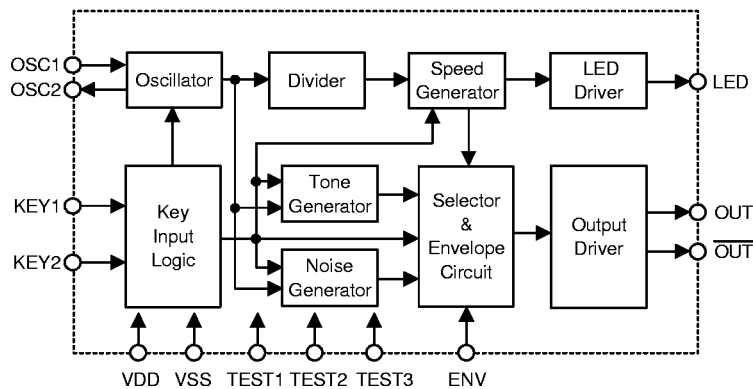 OSC1
OSC2
Oscillator
Divider
Speed
Generator
LED
Driver
LED
KEY1
KEY2
Key
Input
Logic
Tone
Generator
Noise
Generator
Selector
&
Envelope
Circuit
Output
Driver
OUT
OUT
VDD
VSS
TEST1
TEST2
TEST3
ENV